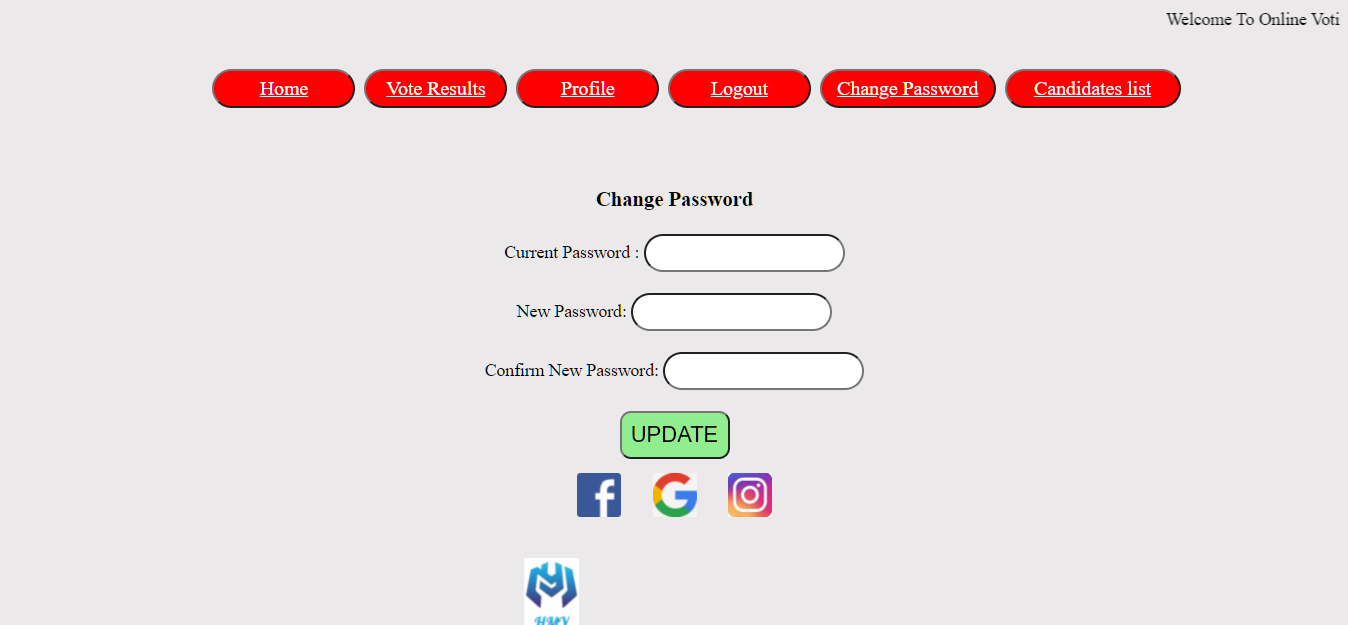 Welcome To Online Voti
Home Vote Results Profile Logout Change Password Candidates list
Change Password
Current Password :
New Password:
Confirm New Password:
UPDATE